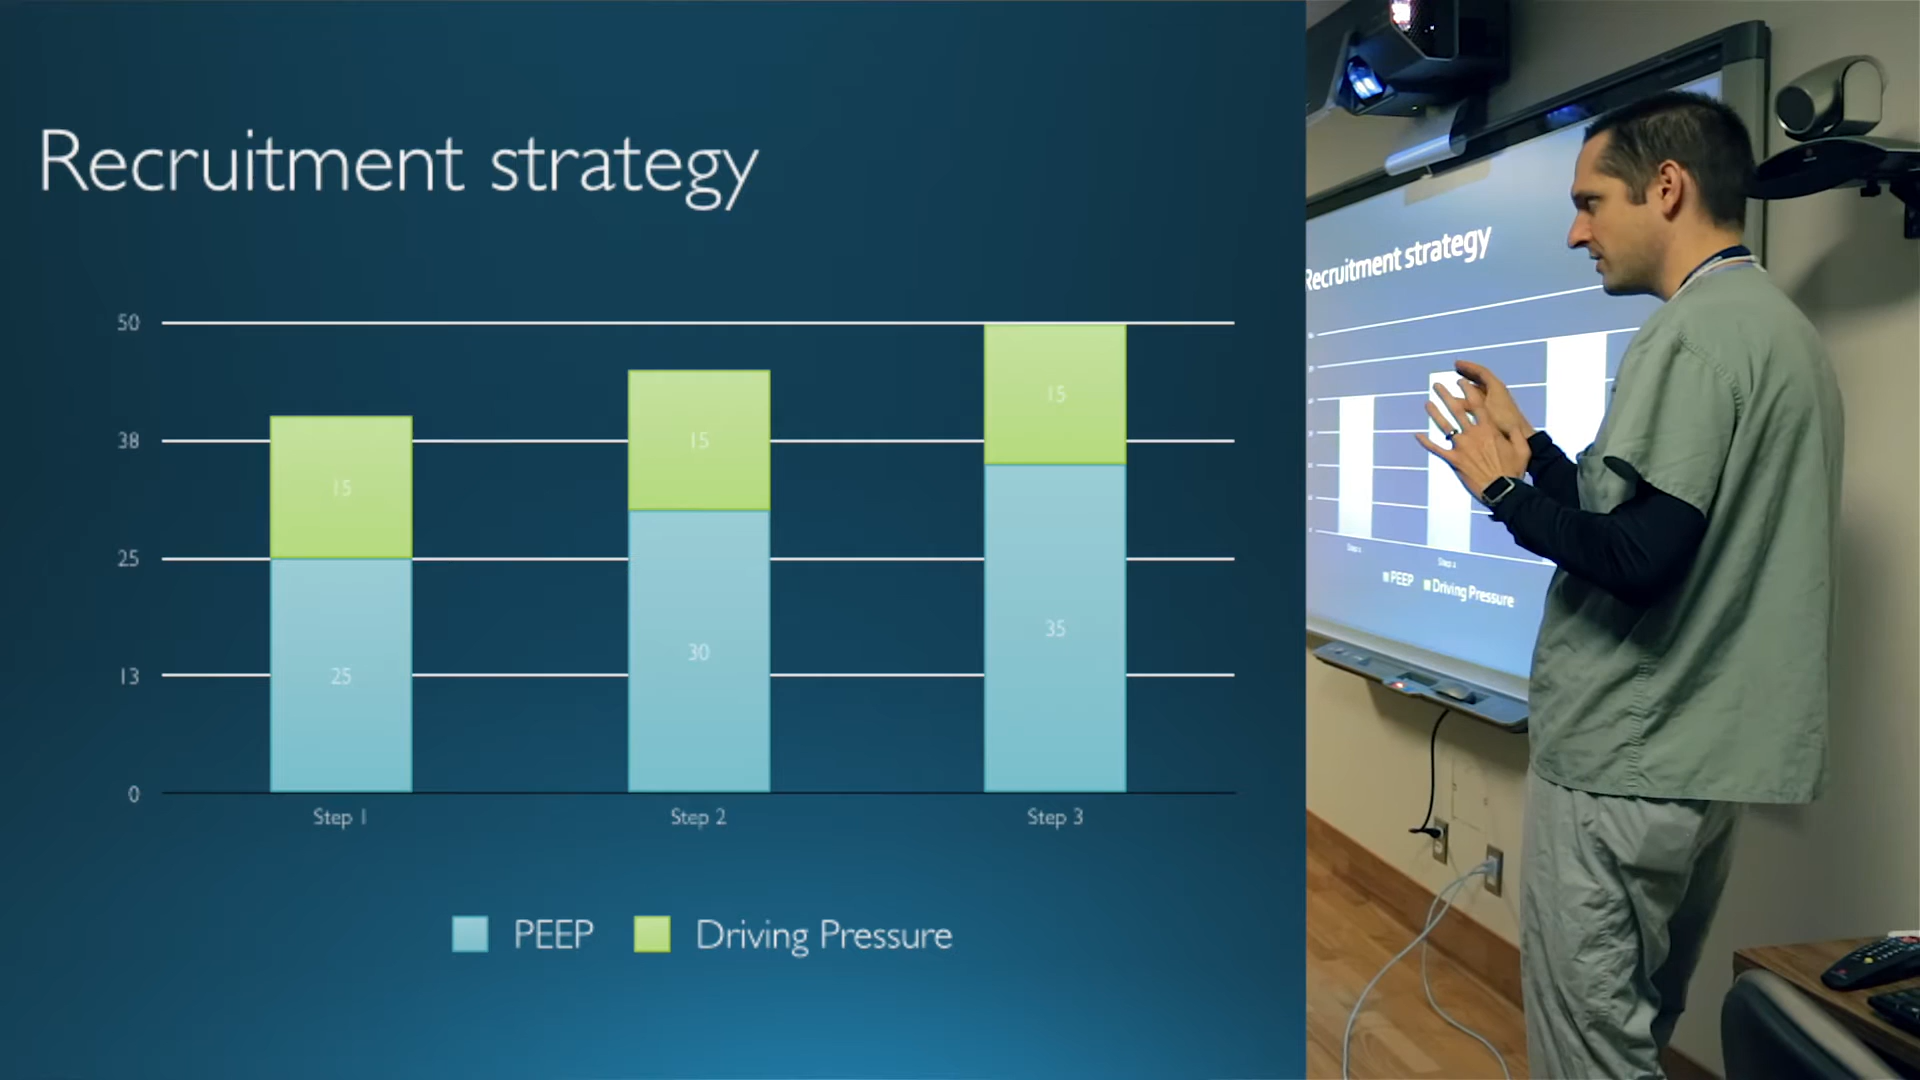 Recruitment strategy
50
38
25
13
0
15
15
15
25
30
35
Step 1
Step 2
Step 3
PEEP
Driving Pressure
Recruitment strategy
PEEP
Driving Pressure